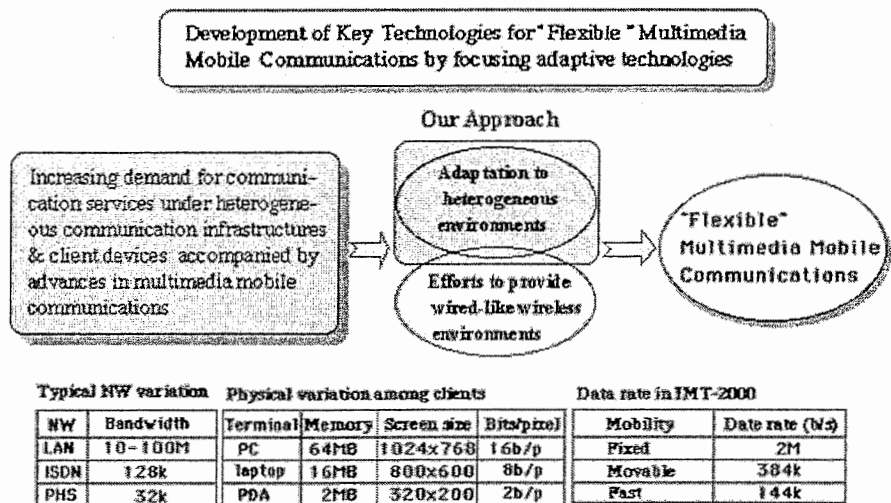 Development of Key Technologies for "Flexible" Multimedia
Mobile Communications by focusing adaptive technologies
Our Approach
Increasing demand for communi-
cation services under heterogene-
ous communication infrastructures
& client devices accompanied by
advances in multimedia mobile
communications
Adaptation to
heterogeneous
environments
Efforts to provide
wired-like wireless
environments
"Flexible"
Multimedia Mobile
Communications
Typical NW variation
NW Bandwidth
LAN 10-100M
ISDN 128k
PHS 32k
Physical variation among clients
Terminal Memory Screen size Bits/pixel
PC 64MB 1024x768 16b/p
laptop 16MB 800x600 8b/p
PDA 2MB 320x200 2b/p
Data rate in IMT-2000
Mobility Date rate (b/s)
Fixed 2M
Movable 384k
Fast 144k